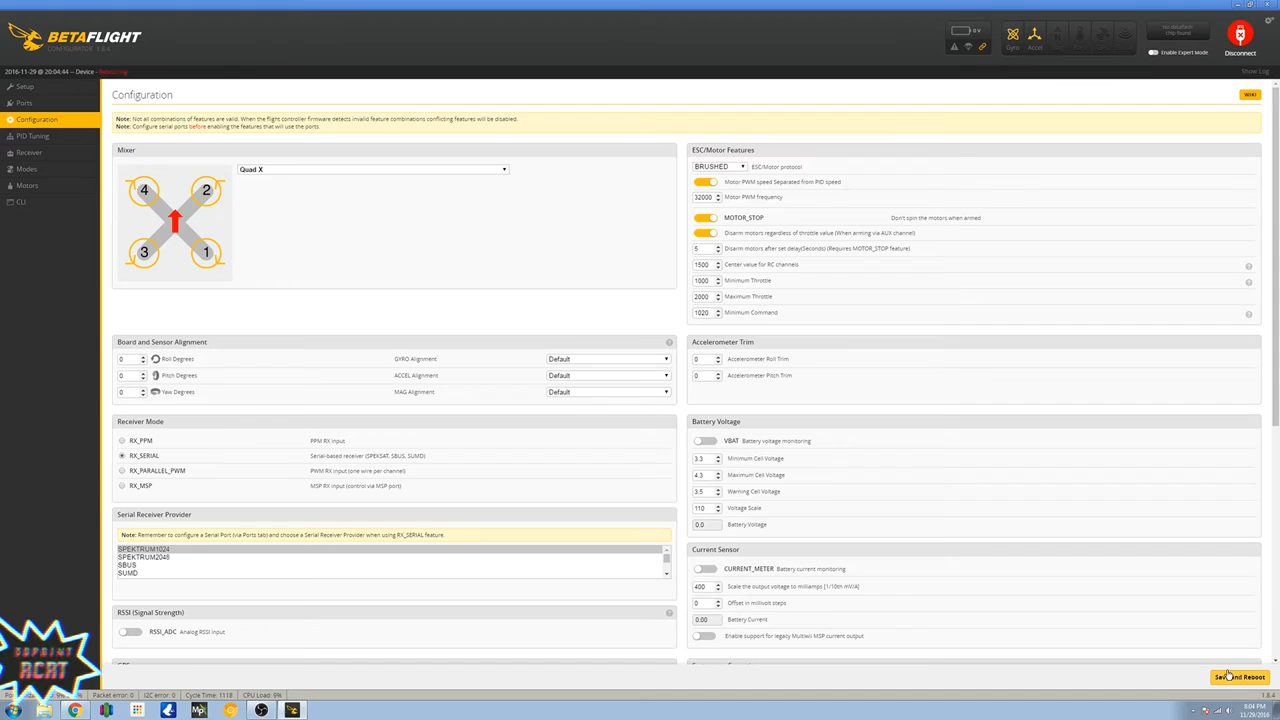 BETAFLIGHT
CONFIGURATOR 1.8.4
0 V
Gyro
Accel
No dataflash
chip found
Enable Expert Mode
Disconnect
2016-11-29 @ 20:04:44 -- Device - Rebooting
Show Log
Setup
Ports
Configuration
PID Tuning
Receiver
Modes
Motors
CLI
Configuration
WIKI
Note: Not all combinations of features are valid. When the flight controller firmware detects invalid feature combinations conflicting features will be disabled.
Note: Configure serial ports before enabling the features that will use the ports.
Mixer
Quad X
4
2
3
1
ESC/Motor Features
BRUSHED
ESC/Motor protocol
Motor PWM speed Separated from PID speed
32000
Motor PWM frequency
MOTOR_STOP
Don't spin the motors when armed
Disarm motors regardless of throttle value (When arming via AUX channel)
5
Disarm motors after set delay(Seconds) (Requires MOTOR_STOP feature)
1500
Center value for RC channels
1000
Minimum Throttle
2000
Maximum Throttle
1020
Minimum Command
Board and Sensor Alignment
0
Roll Degrees
GYRO Alignment
Default
0
Pitch Degrees
ACCEL Alignment
Default
0
Yaw Degrees
MAG Alignment
Default
Accelerometer Trim
0
Accelerometer Roll Trim
0
Accelerometer Pitch Trim
Receiver Mode
RX_PPM
PPM RX input
RX_SERIAL
Serial-based receiver (SPEKSAT, SBUS, SUMD)
RX_PARALLEL_PWM
PWM RX input (one wire per channel)
RX_MSP
MSP RX input (control via MSP port)
Battery Voltage
VBAT
Battery voltage monitoring
3.3
Minimum Cell Voltage
4.3
Maximum Cell Voltage
3.5
Warning Cell Voltage
110
Voltage Scale
0.0
Battery Voltage
Serial Receiver Provider
Note: Remember to configure a Serial Port (via Ports tab) and choose a Serial Receiver Provider when using RX_SERIAL feature.
SPEKTRUM1024
SPEKTRUM2048
SBUS
SUMD
Current Sensor
CURRENT_METER
Battery current monitoring
400
Scale the output voltage to milliamps [1/10th mV/A]
0
Offset in millivolt steps
0.00
Battery Current
Enable support for legacy Multiwii MSP current output
RSSI (Signal Strength)
RSSI_ADC
Analog RSSI input
RCRT
Save and Reboot
Packet error: 0
I2C error: 0
Cycle Time: 1118
CPU Load: 9%
1.8.4
8:04 PM
11/29/2016